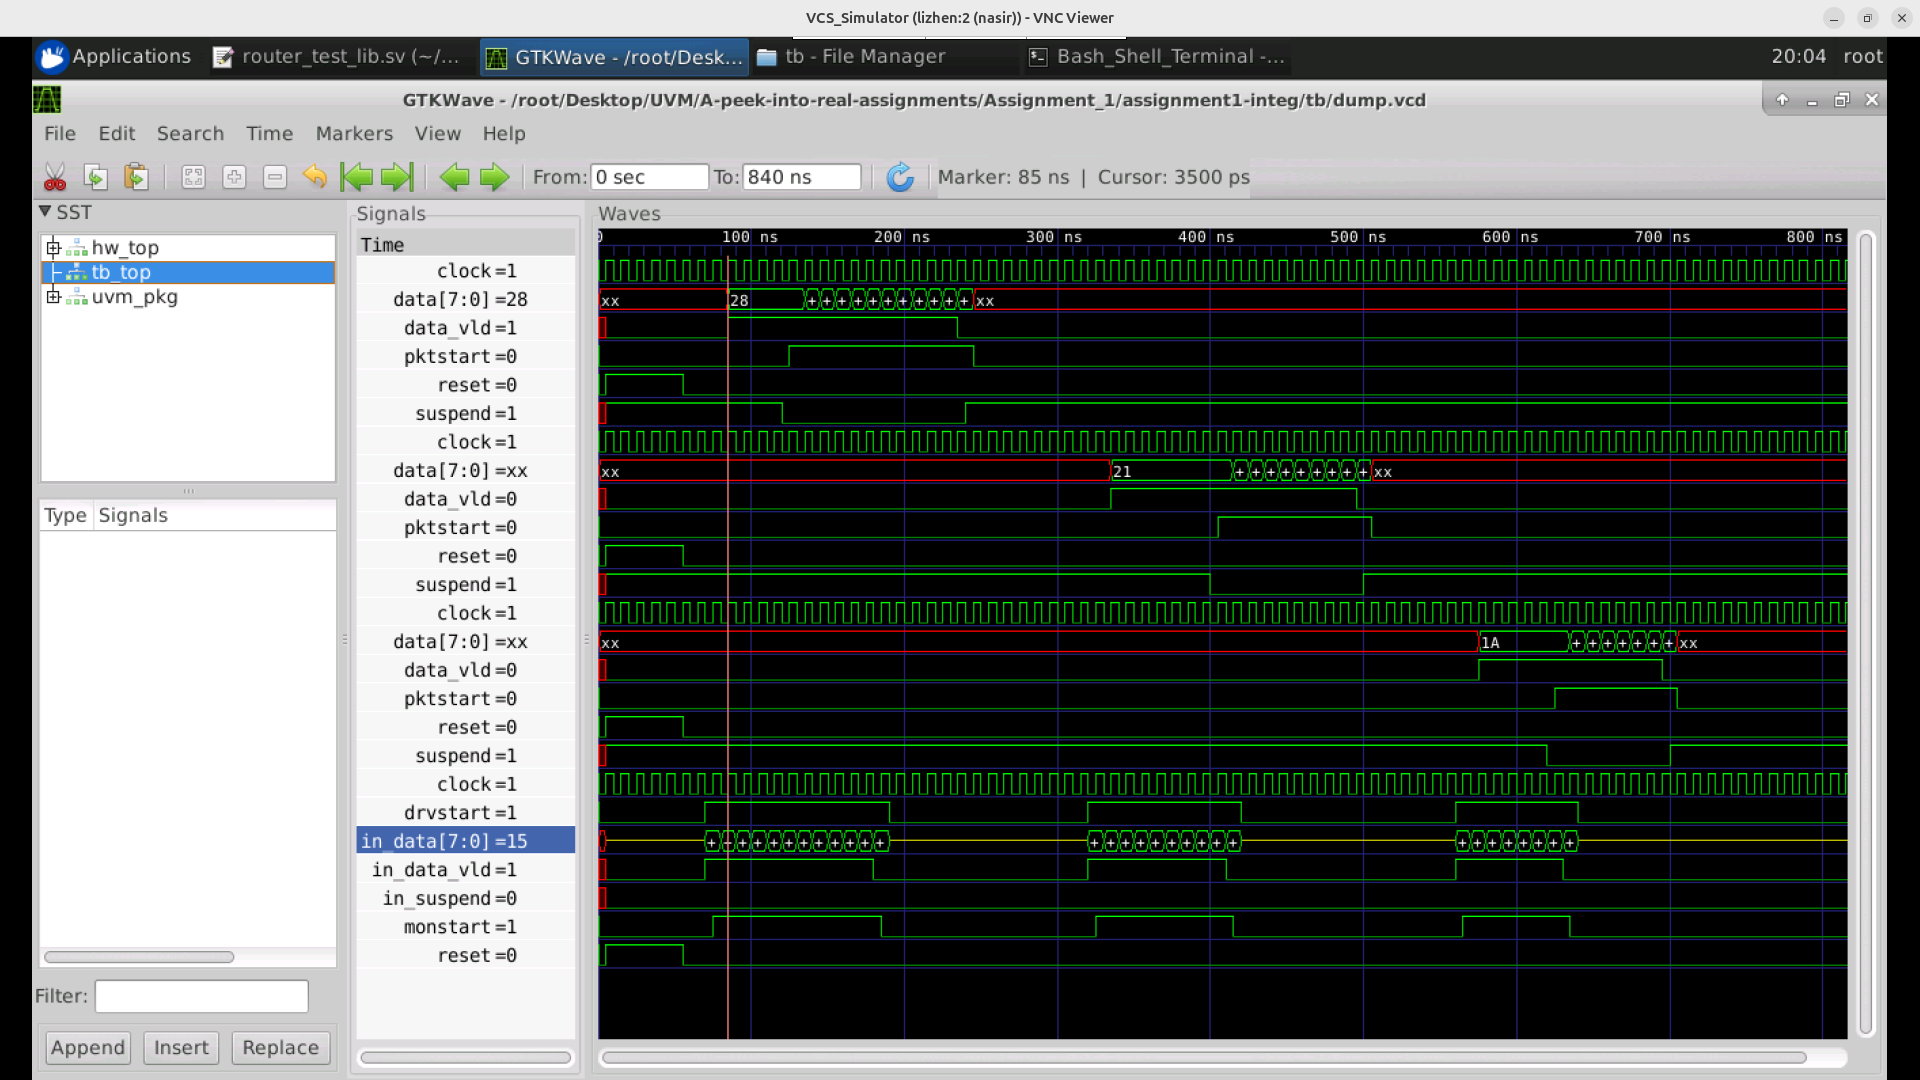 VCS_Simulator (lizhen:2 (nasir)) - VNC Viewer
Applications router_test_lib.sv (~/... GTKWave - /root/Desk... tb - File Manager Bash_Shell_Terminal -... 20:04 root
GTKWave - /root/Desktop/UVM/A-peek-into-real-assignments/Assignment_1/assignment1-integ/tb/dump.vcd
File Edit Search Time Markers View Help
From: 0 sec To: 840 ns Marker: 85 ns | Cursor: 3500 ps
SST
hw_top
tb_top
uvm_pkg
Type Signals
Filter:
Append Insert Replace
Signals
Time
clock=1
data[7:0]=28
data_vld=1
pktstart=0
reset=0
suspend=1
clock=1
data[7:0]=xx
data_vld=0
pktstart=0
reset=0
suspend=1
clock=1
data[7:0]=xx
data_vld=0
pktstart=0
reset=0
suspend=1
clock=1
drvstart=1
in_data[7:0]=15
in_data_vld=1
in_suspend=0
monstart=1
reset=0
Waves
0 100 ns 200 ns 300 ns 400 ns 500 ns 600 ns 700 ns 800 ns
xx 28 + + + + + + + + + + + xx
xx 21 + + + + + + + + + xx
xx 1A + + + + + + + xx
+ + + + + + + + + + + + + + + + + + + + + + + + + + + + + +